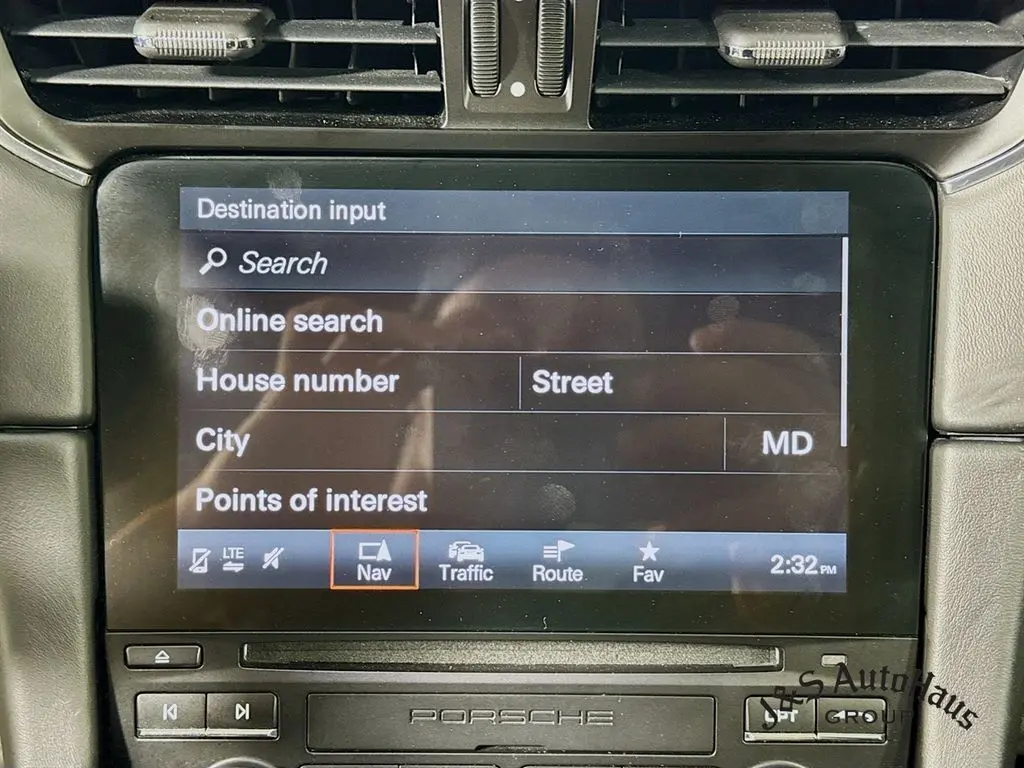 Destination input
Search
Online search
House number Street
City MD
Points of interest
LTE
Nav Traffic Route Fav 2:32 PM
PORSCHE
OPT
J&S AutoHaus
GROUP